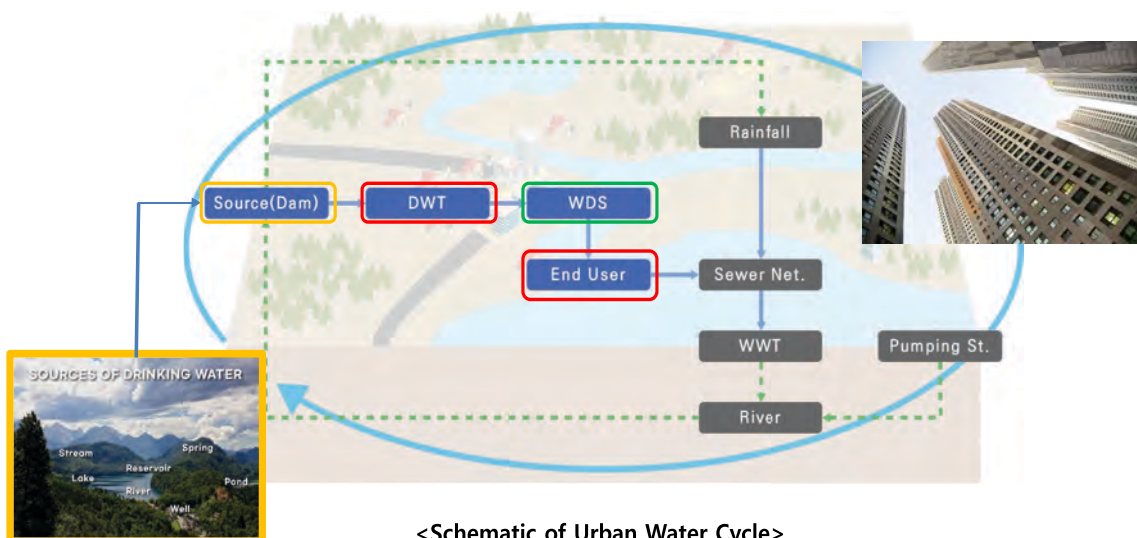 Rainfall
Source(Dam)
DWT
WDS
End User
Sewer Net.
WWT
Pumping St.
River
SOURCES OF DRINKING WATER
Stream
Spring
Reservoir
Lake
River
Pond
Well
<Schematic of Urban Water Cycle>